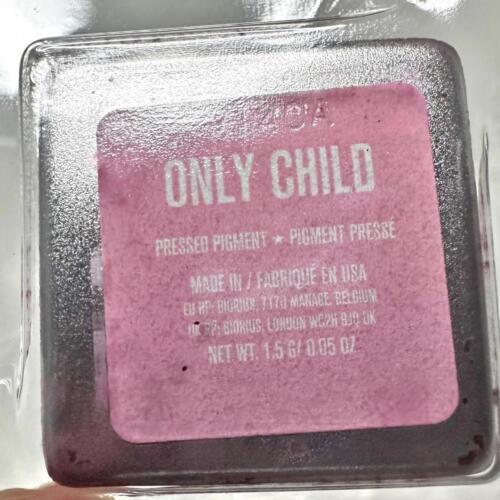 ONLY CHILD
PRESSED PIGMENT ★ PIGMENT PRESSÉ
MADE IN / FABRIQUÉ EN USA
EU RP: BIORIUS, 7170 MANAGE, BELGIUM
UK RP: BIORIUS, LONDON WC2H 9JQ UK
NET WT. 1.5 G/ 0.05 OZ